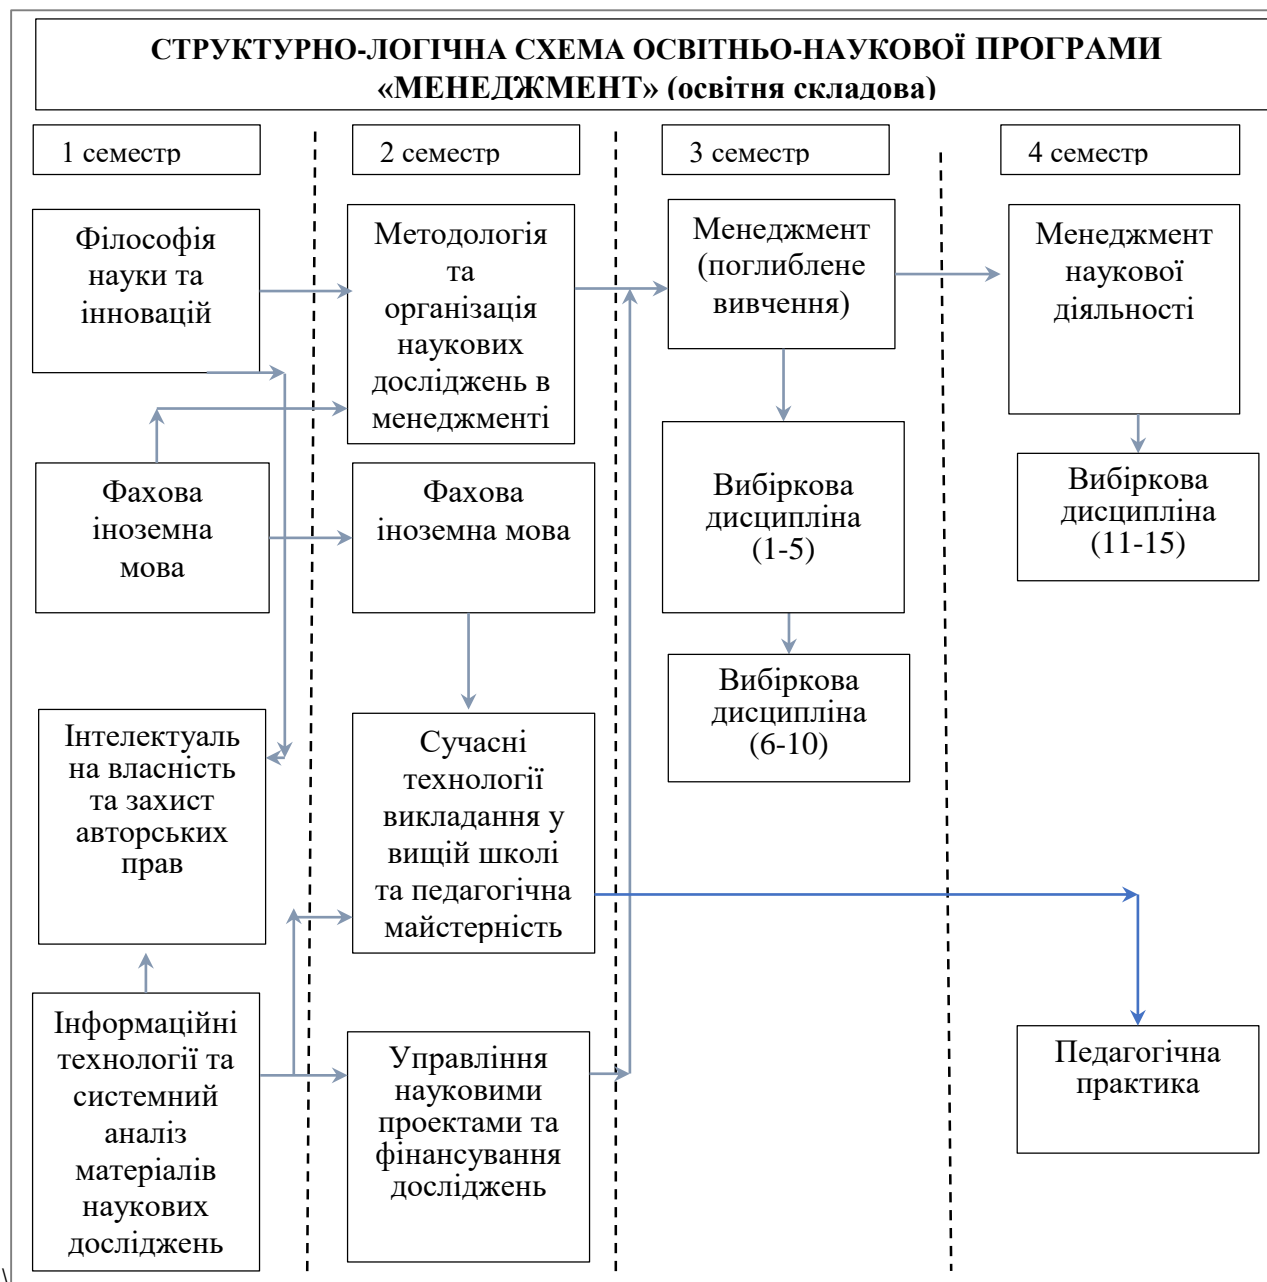 СТРУКТУРНО-ЛОГІЧНА СХЕМА ОСВІТНЬО-НАУКОВОЇ ПРОГРАМИ
«МЕНЕДЖМЕНТ» (освітня складова)
1 семестр
2 семестр
3 семестр
4 семестр
Філософія
науки та
інновацій
Методологія
та
організація
наукових
досліджень в
менеджменті
Менеджмент
(поглиблене
вивчення)
Менеджмент
наукової
діяльності
Фахова
іноземна
мова
Фахова
іноземна мова
Вибіркова
дисципліна
(1-5)
Вибіркова
дисципліна
(11-15)
Вибіркова
дисципліна
(6-10)
Інтелектуаль
на власність
та захист
авторських
прав
Сучасні
технології
викладання у
вищій школі
та педагогічна
майстерність
Інформаційні
технології та
системний
аналіз
матеріалів
наукових
досліджень
Управління
науковими
проектами та
фінансування
досліджень
Педагогічна
практика
\